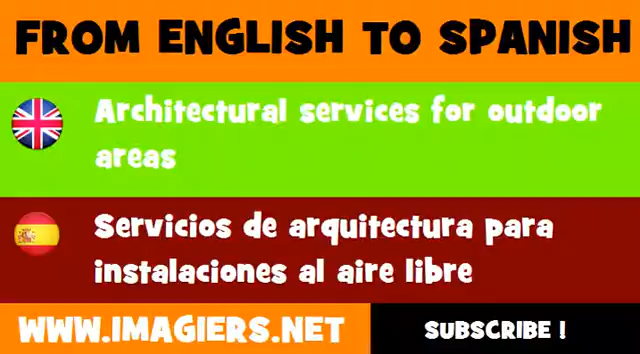 FROM ENGLISH TO SPANISH
Architectural services for outdoor
areas
Servicios de arquitectura para
instalaciones al aire libre
WWW.IMAGIERS.NET
SUBSCRIBE !